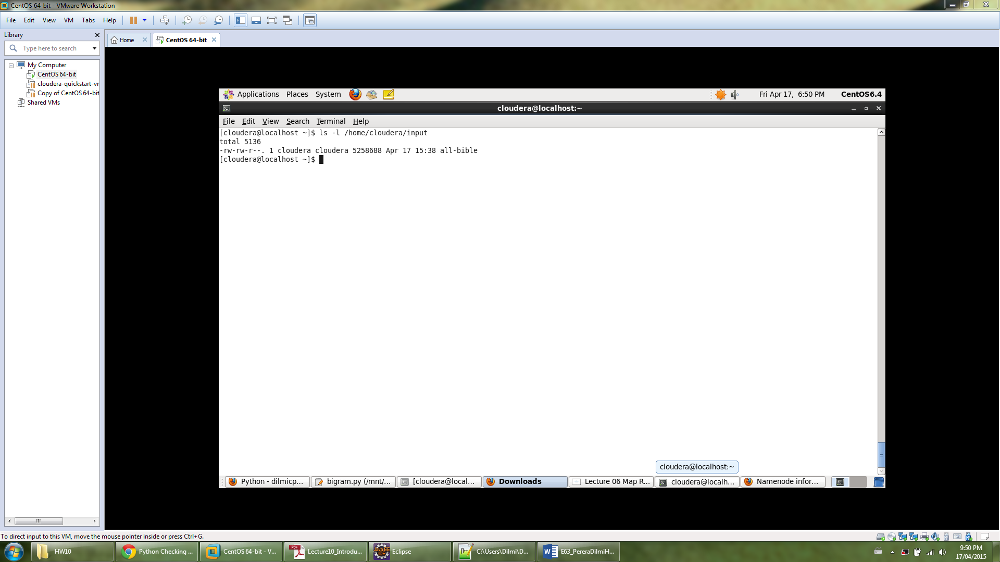 CentOS 64-bit - VMware Workstation
File Edit View VM Tabs Help
Library
Home
CentOS 64-bit
Type here to search
My Computer
CentOS 64-bit
cloudera-quickstart-vr
Copy of CentOS 64-bit
Shared VMs
Applications Places System
Fri Apr 17, 6:50 PM
CentOS6.4
cloudera@localhost:~
File Edit View Search Terminal Help
[cloudera@localhost ~]$ ls -l /home/cloudera/input
total 5136
-rw-rw-r--. 1 cloudera cloudera 5258688 Apr 17 15:38 all-bible
[cloudera@localhost ~]$
cloudera@localhost:~
Python - dilmicp...
bigram.py (/mnt/...
[cloudera@local...
Downloads
Lecture 06 Map R...
cloudera@localh...
Namenode infor...
To direct input to this VM, move the mouse pointer inside or press Ctrl+G.
HW10
Python Checking ...
CentOS 64-bit - V...
PDF
Lecture10_Introdu...
Java EE
IDE
Eclipse
C:\Users\Dilmi\D...
E63_PereraDilmiH...
9:50 PM
17/04/2015